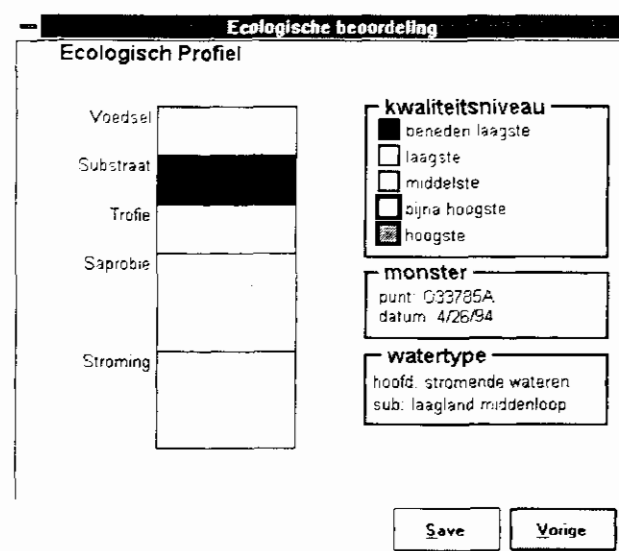 Ecologische beoordeling
Ecologisch Profiel
Voedsel
Substraat
Trofie
Saprobie
Stroming
kwaliteitsniveau
beneden laagste
laagste
middelste
bijna hoogste
hoogste
monster
punt: O33785A
datum: 4/26/94
watertype
hoofd: stromende wateren
sub: laagland middenloop
Save
Vorige